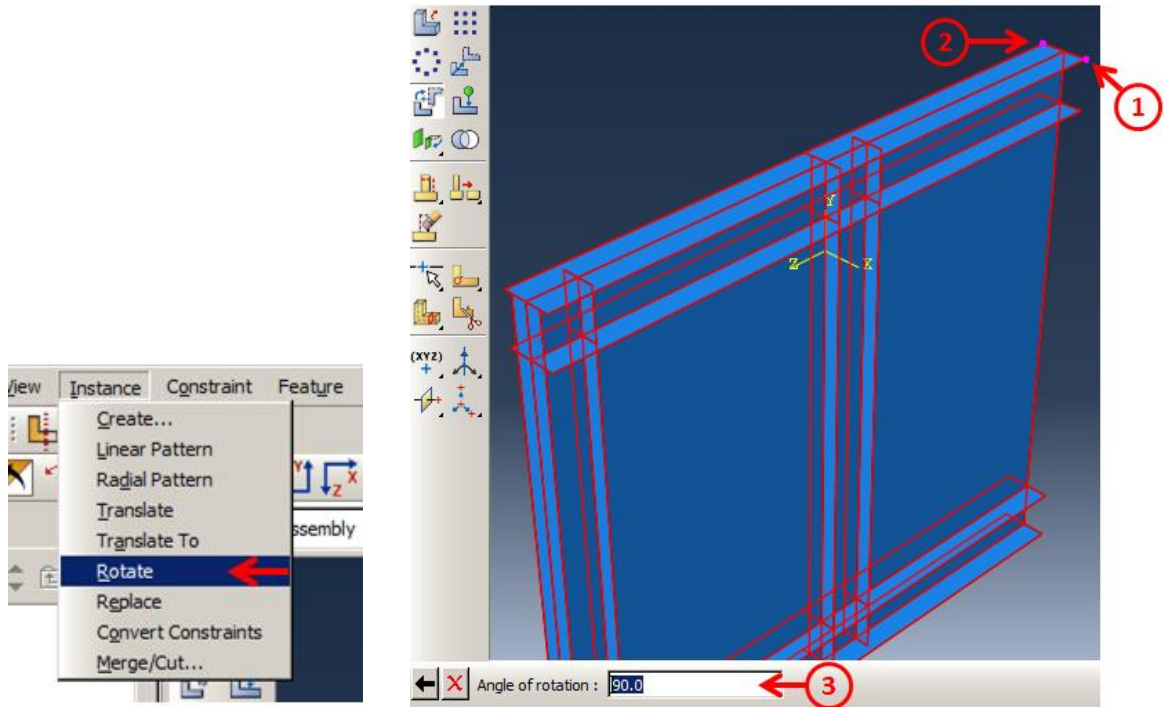 View Instance Constraint Feature
Create...
Linear Pattern
Radial Pattern
Translate
Translate To
Rotate
Replace
Convert Constraints
Merge/Cut...
Y X
Z
ssembly
(XYZ)
2
1
Y
Z X
Angle of rotation : 90.0
3